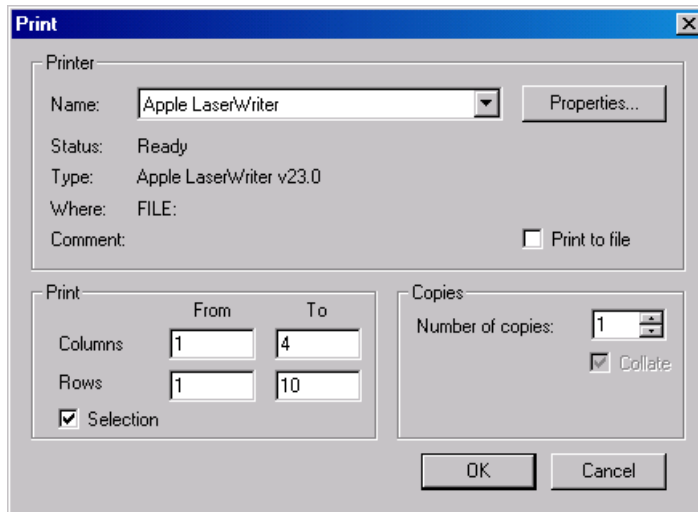 Print
Printer
Name: Apple LaserWriter Properties...
Status: Ready
Type: Apple LaserWriter v23.0
Where: FILE:
Comment: Print to file
Print
From To
Columns 1 4
Rows 1 10
Selection
Copies
Number of copies: 1
Collate
OK Cancel